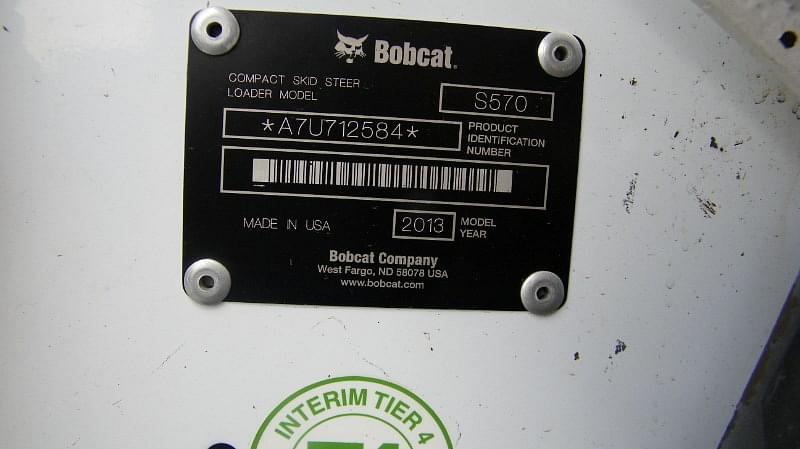 Bobcat.
COMPACT SKID STEER
LOADER MODEL
S570
*A7U712584*
PRODUCT
IDENTIFICATION
NUMBER
MADE IN USA
2013
MODEL
YEAR
Bobcat Company
West Fargo, ND 58078 USA
www.bobcat.com
INTERIM TIER 4